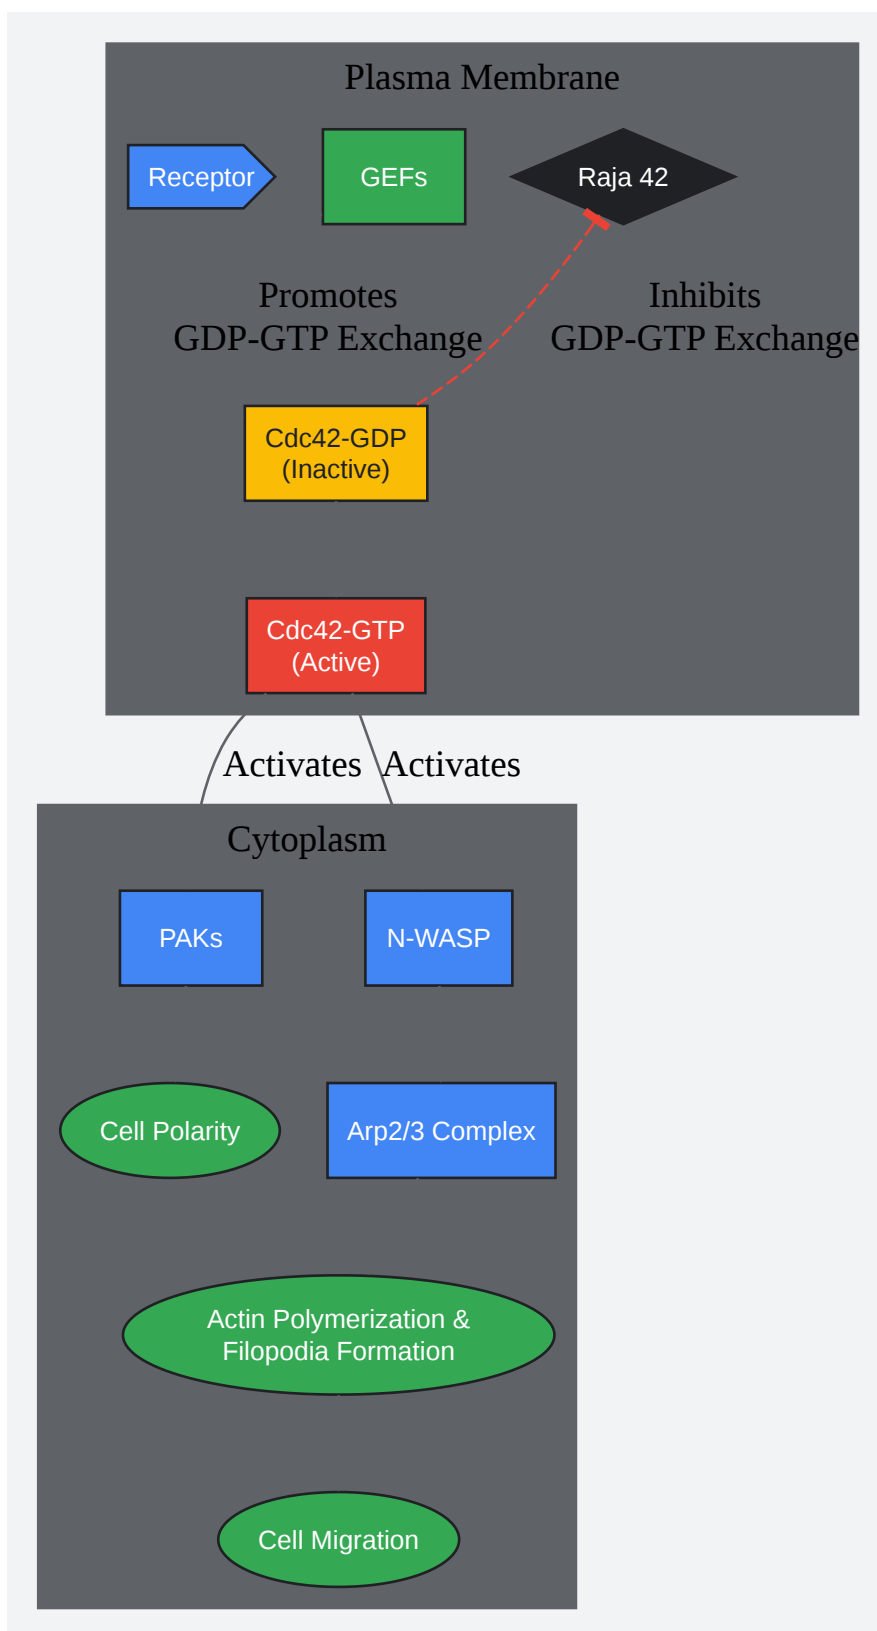 Plasma Membrane
Receptor
GEFs
Raja 42
Promotes
GDP-GTP Exchange
Inhibits
GDP-GTP Exchange
Cdc42-GDP
(Inactive)
Cdc42-GTP
(Active)
Activates
Activates
Cytoplasm
PAKs
N-WASP
Cell Polarity
Arp2/3 Complex
Actin Polymerization &
Filopodia Formation
Cell Migration